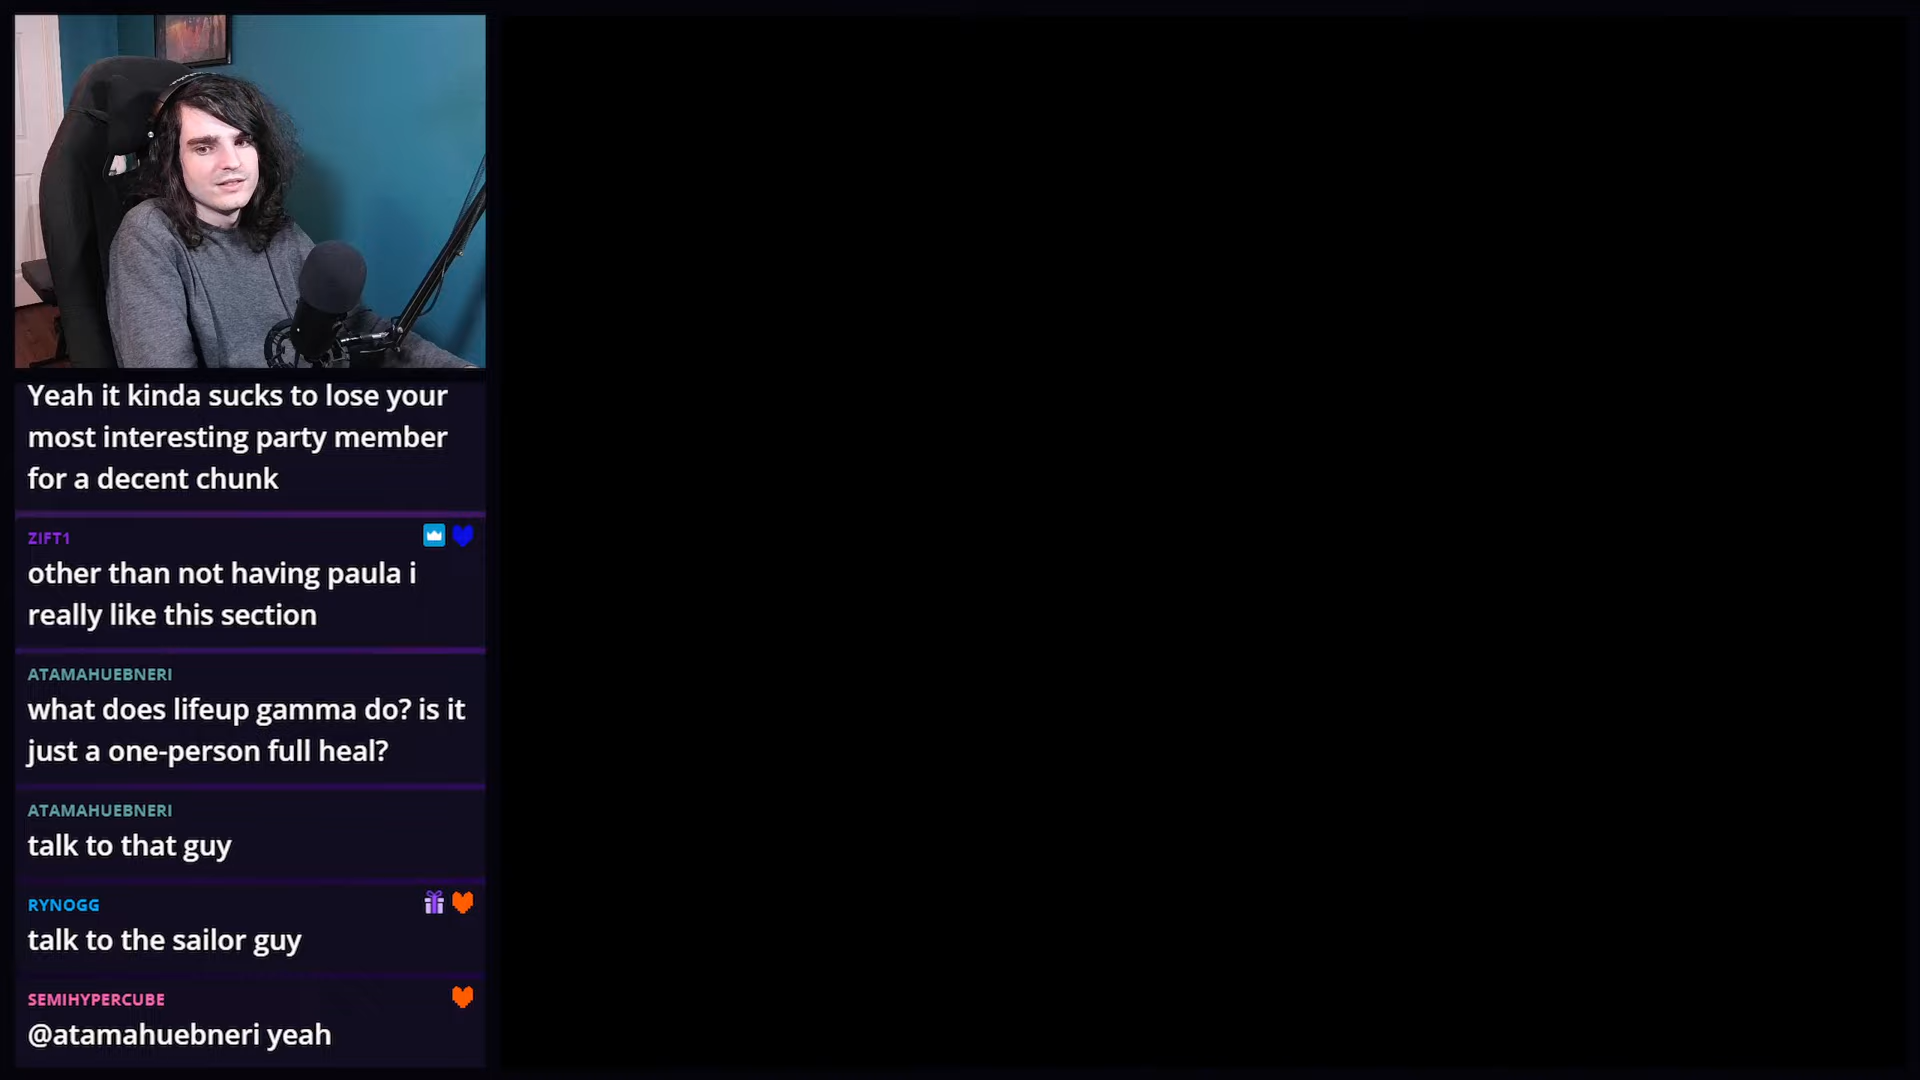 Yeah it kinda sucks to lose your
most interesting party member
for a decent chunk
ZIFT1
other than not having paula i
really like this section
ATAMAHUEBNERI
what does lifeup gamma do? is it
just a one-person full heal?
ATAMAHUEBNERI
talk to that guy
RYNOGG
talk to the sailor guy
SEMIHYPERCUBE
@atamahuebneri yeah